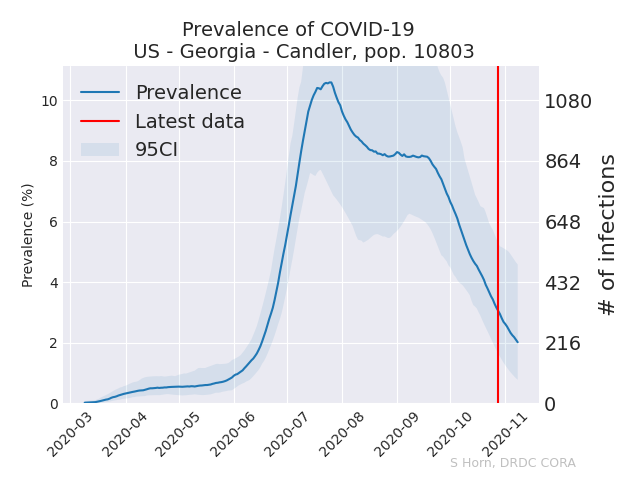 Prevalence of COVID-19
US - Georgia - Candler, pop. 10803
Prevalence
Latest data
95CI
Prevalence (%)
10
8
6
4
2
0
1080
864
648
432
216
0
# of infections
2020-03
2020-04
2020-05
2020-06
2020-07
2020-08
2020-09
2020-10
2020-11
S Horn, DRDC CORA